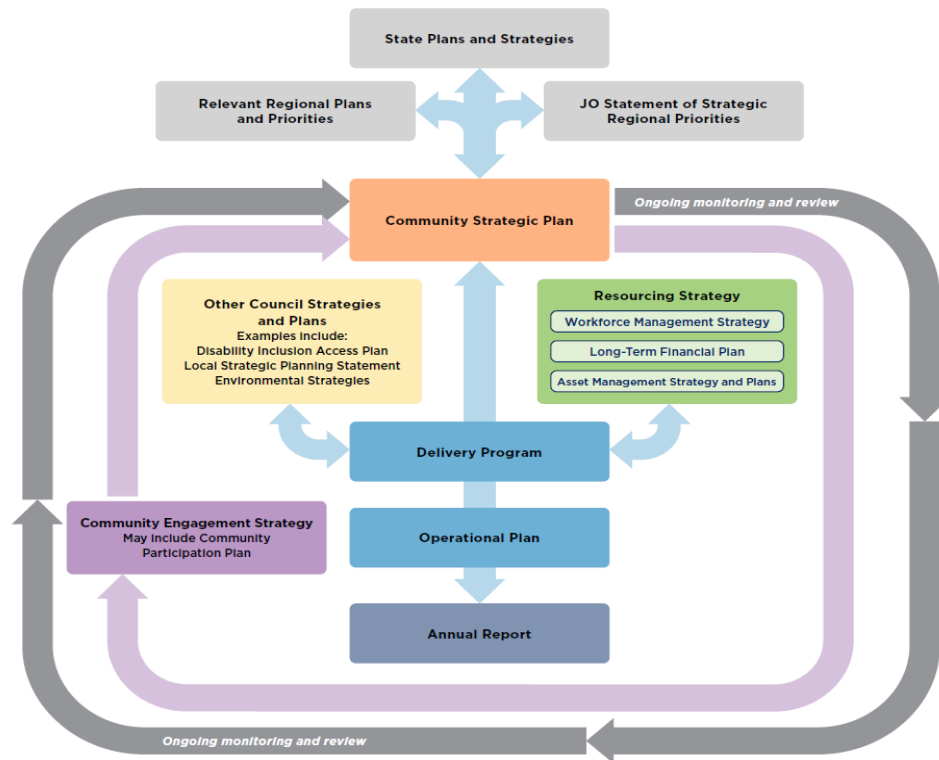 State Plans and Strategies
Relevant Regional Plans
and Priorities
JO Statement of Strategic
Regional Priorities
Community Strategic Plan
Ongoing monitoring and review
Other Council Strategies
and Plans
Examples include:
Disability Inclusion Access Plan
Local Strategic Planning Statement
Environmental Strategies
Resourcing Strategy
Workforce Management Strategy
Long-Term Financial Plan
Asset Management Strategy and Plans
Delivery Program
Community Engagement Strategy
May include Community
Participation Plan
Operational Plan
Annual Report
Ongoing monitoring and review